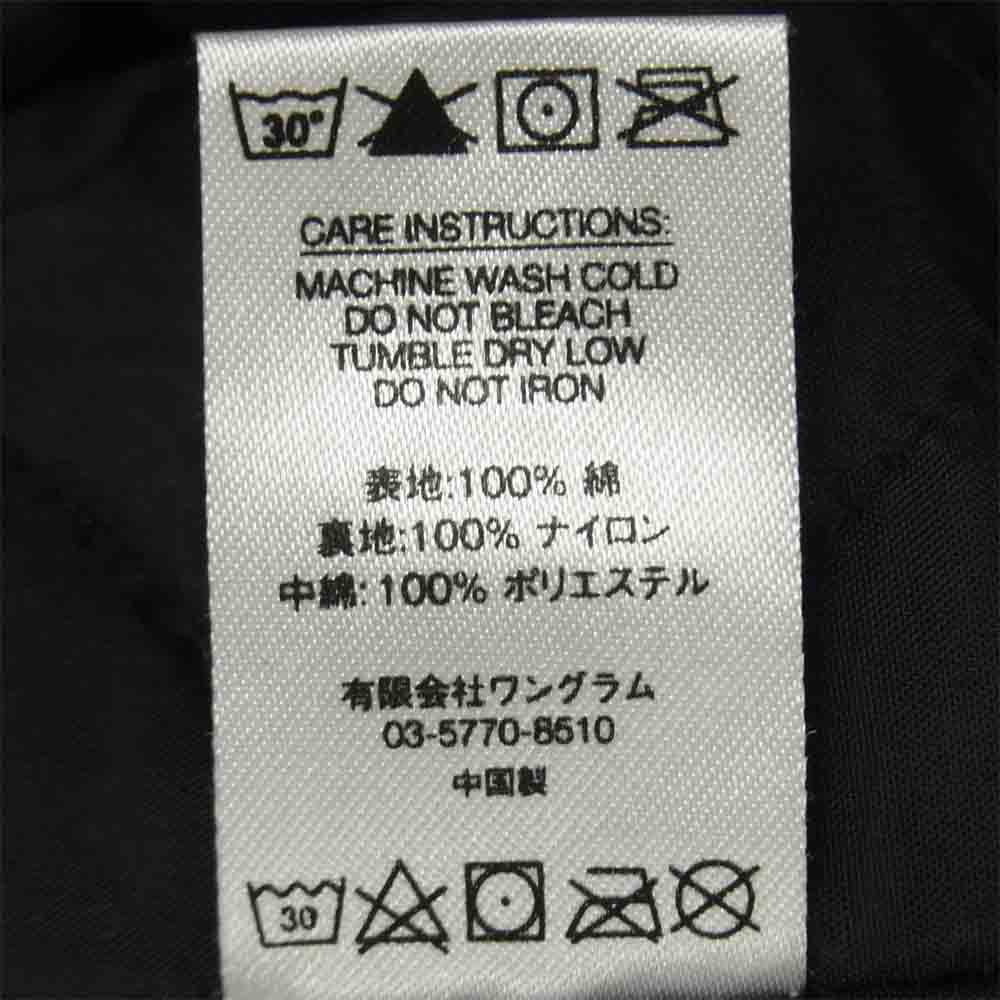 30°
CARE INSTRUCTIONS:
MACHINE WASH COLD
DO NOT BLEACH
TUMBLE DRY LOW
DO NOT IRON
表地:100% 綿
裏地:100% ナイロン
中綿:100% ポリエステル
有限会社ワングラム
03-5770-8510
中国製
30